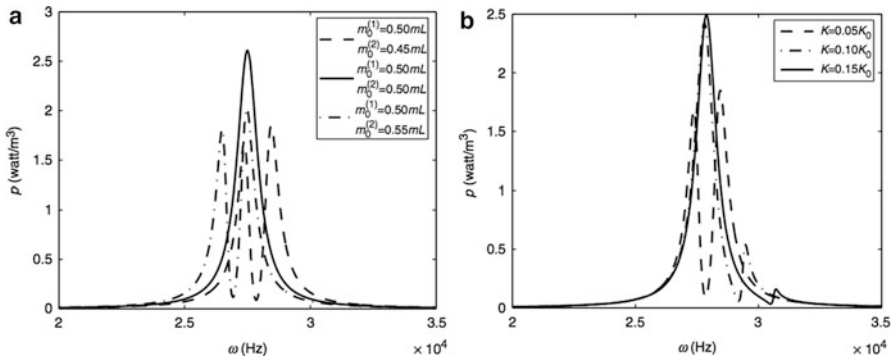 a
p (watt/m³)
3
2.5
2
1.5
1
0.5
0
m₀⁽¹⁾=0.50mL
m₀⁽²⁾=0.45mL
m₀⁽¹⁾=0.50mL
m₀⁽²⁾=0.50mL
m₀⁽¹⁾=0.50mL
m₀⁽²⁾=0.55mL
2 2.5 3 3.5
ω (Hz) × 10⁴
b
p (watt/m³)
2.5
2
1.5
1
0.5
0
K=0.05K₀
K=0.10K₀
K=0.15K₀
2 2.5 3 3.5
ω (Hz) × 10⁴